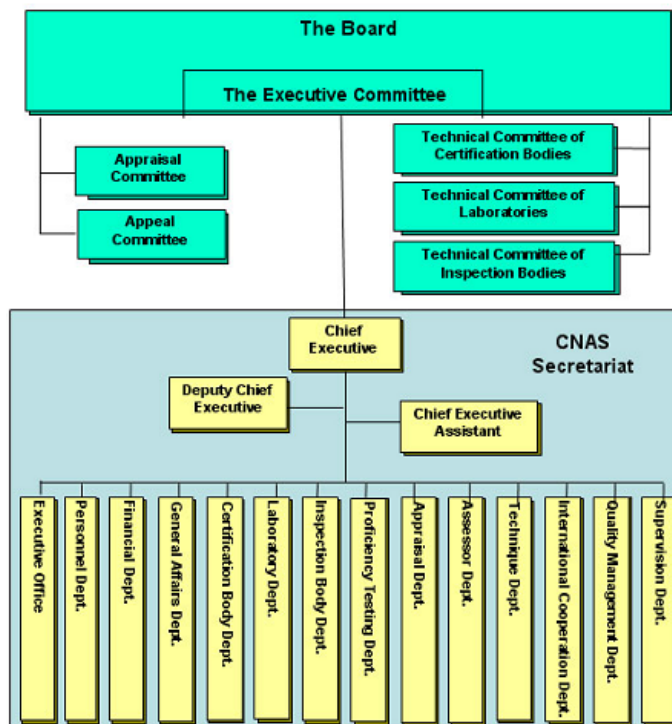 The Board
The Executive Committee
Appraisal
Committee
Appeal
Committee
Technical Committee of
Certification Bodies
Technical Committee of
Laboratories
Technical Committee of
Inspection Bodies
Chief
Executive
CNAS
Secretariat
Deputy Chief
Executive
Chief Executive
Assistant
Executive Office
Personnel Dept.
Financial Dept.
General Affairs Dept.
Certification Body Dept.
Laboratory Dept.
Inspection Body Dept.
Proficiency Testing Dept.
Appraisal Dept.
Assessor Dept.
Technique Dept.
International Cooperation Dept.
Quality Management Dept.
Supervision Dept.